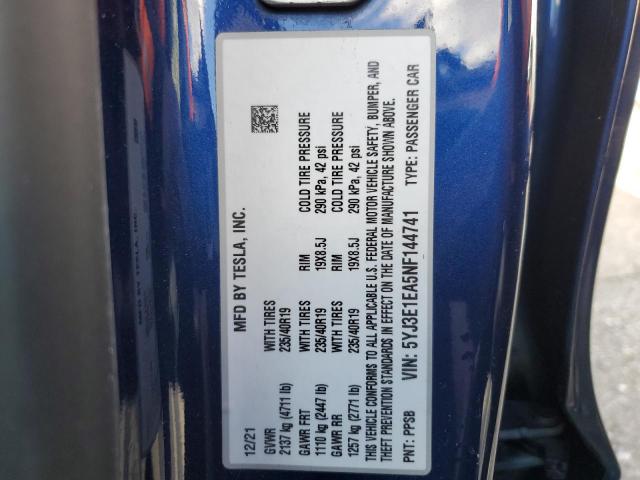 MFD BY TESLA, INC.
12/21
GVWR WITH TIRES
2137 kg (4711 lb) 235/40R19
GAWR FRT WITH TIRES RIM COLD TIRE PRESSURE
1110 kg (2447 lb) 235/40R19 19X8.5J 290 kPa, 42 psi
GAWR RR WITH TIRES RIM COLD TIRE PRESSURE
1257 kg (2771 lb) 235/40R19 19X8.5J 290 kPa, 42 psi
THIS VEHICLE CONFORMS TO ALL APPLICABLE U.S. FEDERAL MOTOR VEHICLE SAFETY, BUMPER, AND
THEFT PREVENTION STANDARDS IN EFFECT ON THE DATE OF MANUFACTURE SHOWN ABOVE.
PNT: PPSB VIN: 5YJ3E1EA5NF144741 TYPE: PASSENGER CAR